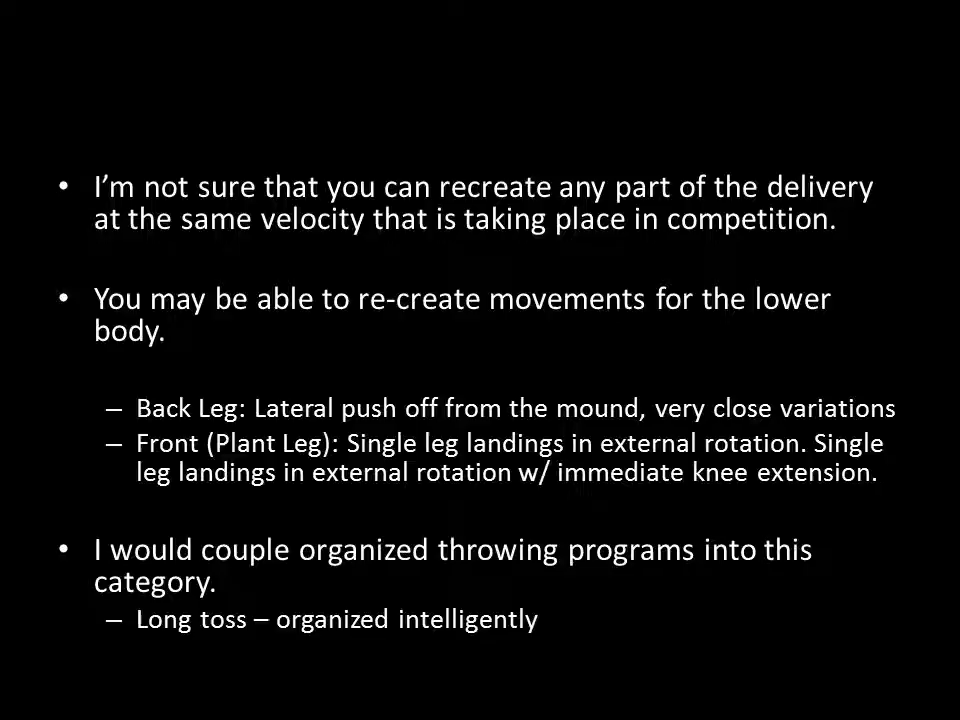 • I’m not sure that you can recreate any part of the delivery
at the same velocity that is taking place in competition.
• You may be able to re-create movements for the lower
body.
– Back Leg: Lateral push off from the mound, very close variations
– Front (Plant Leg): Single leg landings in external rotation. Single
leg landings in external rotation w/ immediate knee extension.
• I would couple organized throwing programs into this
category.
– Long toss – organized intelligently